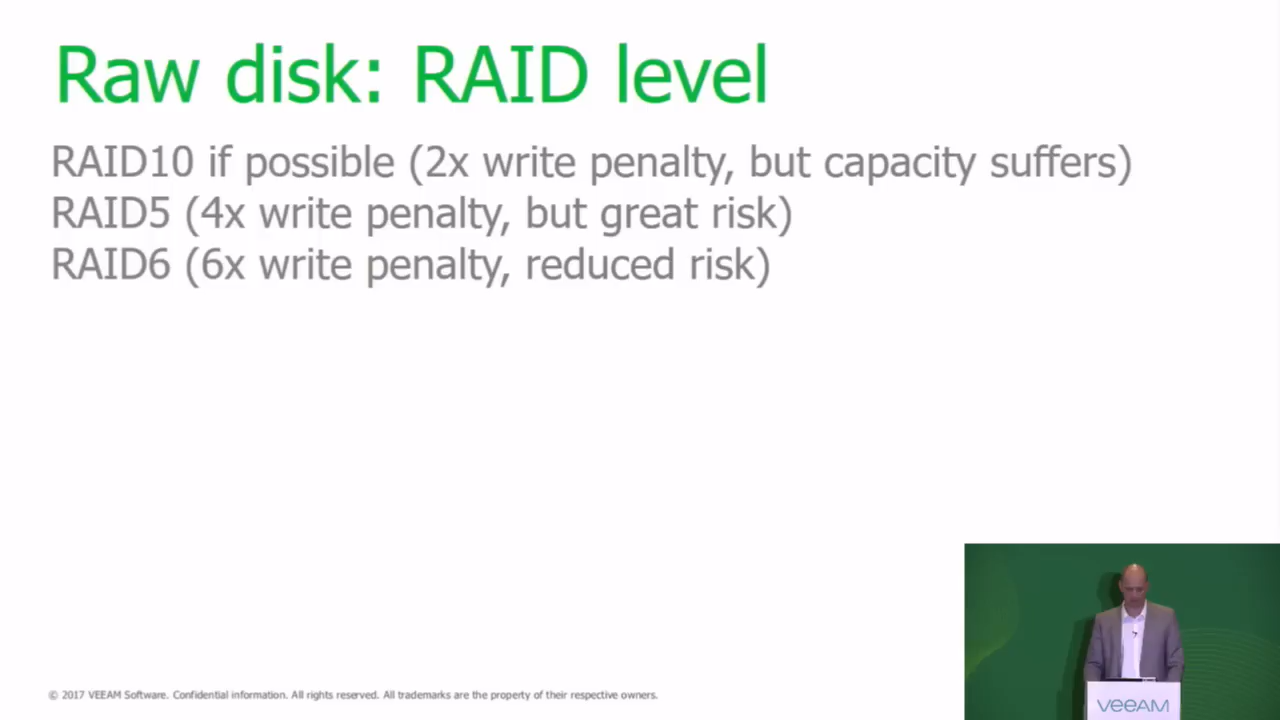 Raw disk: RAID level
RAID10 if possible (2x write penalty, but capacity suffers)
RAID5 (4x write penalty, but great risk)
RAID6 (6x write penalty, reduced risk)
© 2017 VEEAM Software. Confidential information. All rights reserved. All trademarks are the property of their respective owners.
veeAM